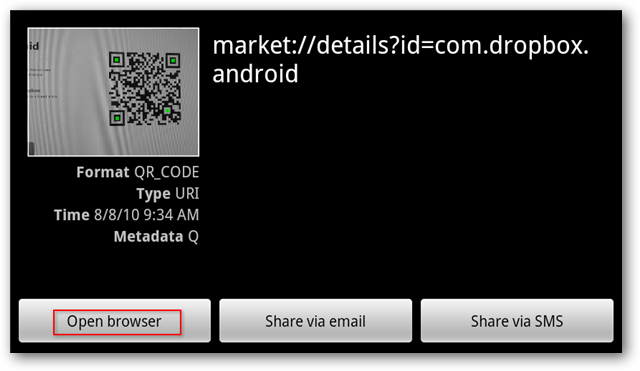 market://details?id=com.dropbox.
android
Format QR_CODE
Type URI
Time 8/8/10 9:34 AM
Metadata Q
Open browser
Share via email
Share via SMS